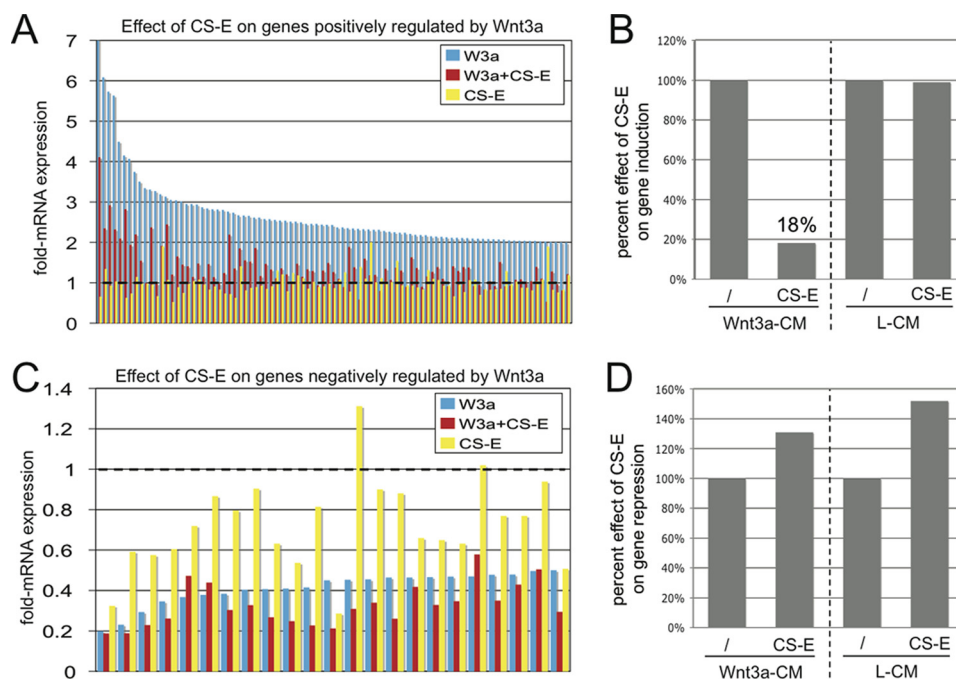 A
Effect of CS-E on genes positively regulated by Wnt3a
fold-mRNA expression
7
6
5
4
3
2
1
0
W3a
W3a+CS-E
CS-E
B
percent effect of CS-E
on gene induction
120%
100%
80%
60%
40%
20%
0%
18%
/ CS-E / CS-E
Wnt3a-CM L-CM
C
Effect of CS-E on genes negatively regulated by Wnt3a
fold-mRNA expression
1.4
1.2
1
0.8
0.6
0.4
0.2
0
W3a
W3a+CS-E
CS-E
D
percent effect of CS-E
on gene repression
160%
140%
120%
100%
80%
60%
40%
20%
0%
/ CS-E / CS-E
Wnt3a-CM L-CM